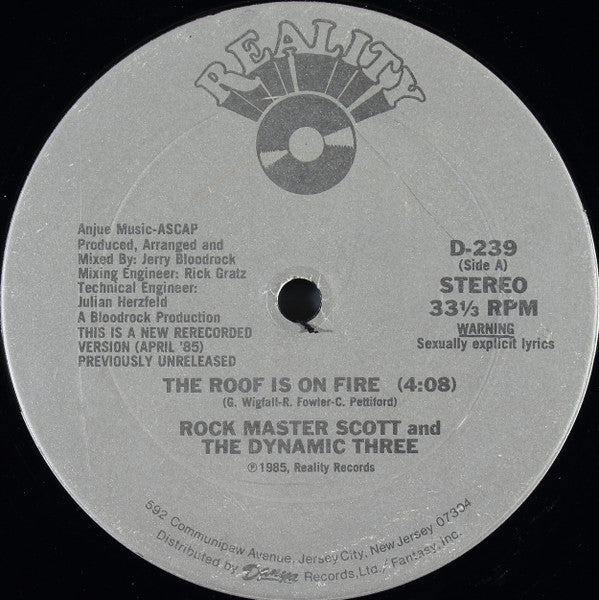 REALITY
Anjue Music-ASCAP
Produced, Arranged and
Mixed By: Jerry Bloodrock
Mixing Engineer: Rick Gratz
Technical Engineer:
Julian Herzfeld
A Bloodrock Production
THIS IS A NEW RERECORDED
VERSION (APRIL '85)
PREVIOUSLY UNRELEASED
D-239
(Side A)
STEREO
33⅓ RPM
WARNING
Sexually explicit lyrics
THE ROOF IS ON FIRE (4:08)
(G. Wigfall-R. Fowler-C. Pettiford)
ROCK MASTER SCOTT and
THE DYNAMIC THREE
℗1985, Reality Records
592 Communipaw Avenue, Jersey City, New Jersey 07304
Distributed by Danya Records, Ltd. / Fantasy, Inc.